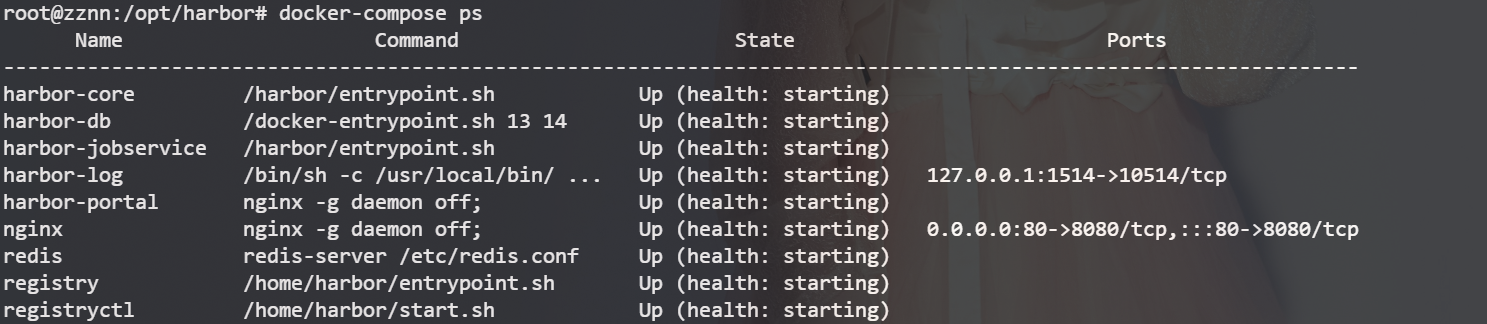 root@zznn:/opt/harbor# docker-compose ps
Name Command State Ports
---------------------------------------------------------------------------------------------------------------------
harbor-core /harbor/entrypoint.sh Up (health: starting)
harbor-db /docker-entrypoint.sh 13 14 Up (health: starting)
harbor-jobservice /harbor/entrypoint.sh Up (health: starting)
harbor-log /bin/sh -c /usr/local/bin/ ... Up (health: starting) 127.0.0.1:1514->10514/tcp
harbor-portal nginx -g daemon off; Up (health: starting)
nginx nginx -g daemon off; Up (health: starting) 0.0.0.0:80->8080/tcp,:::80->8080/tcp
redis redis-server /etc/redis.conf Up (health: starting)
registry /home/harbor/entrypoint.sh Up (health: starting)
registryctl /home/harbor/start.sh Up (health: starting)